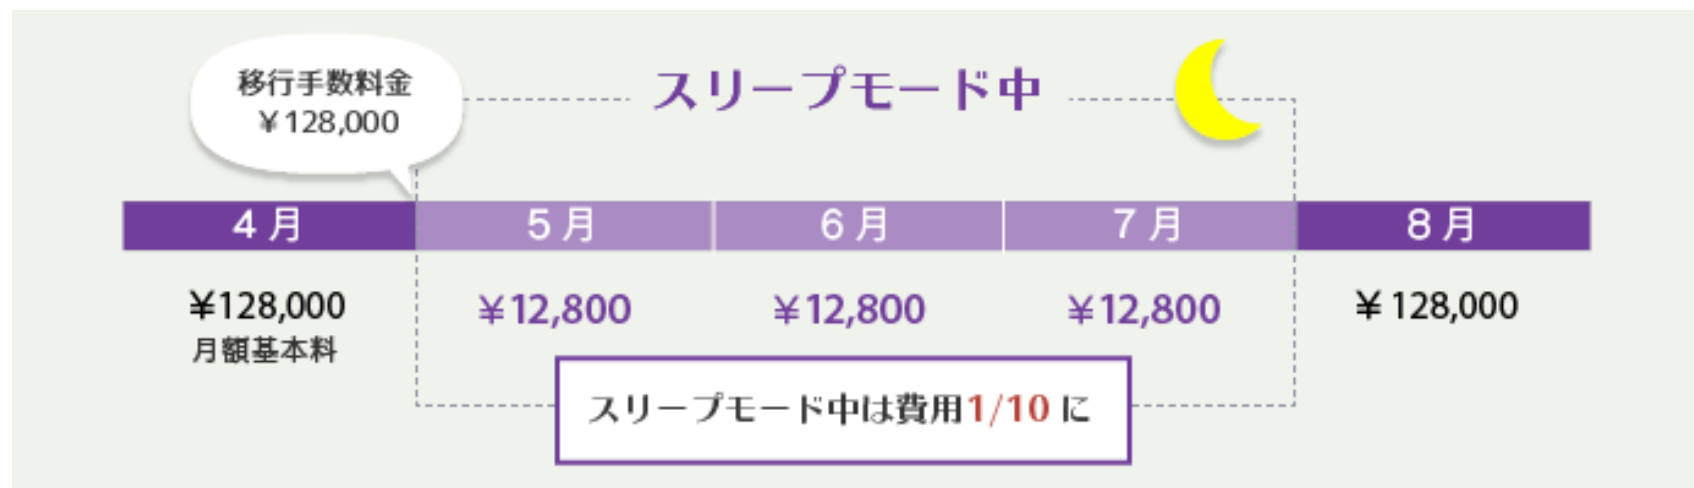 移行手数料金
￥128,000
スリープモード中
4月
5月
6月
7月
8月
￥128,000
月額基本料
￥12,800
￥12,800
￥12,800
￥128,000
スリープモード中は費用1/10 に